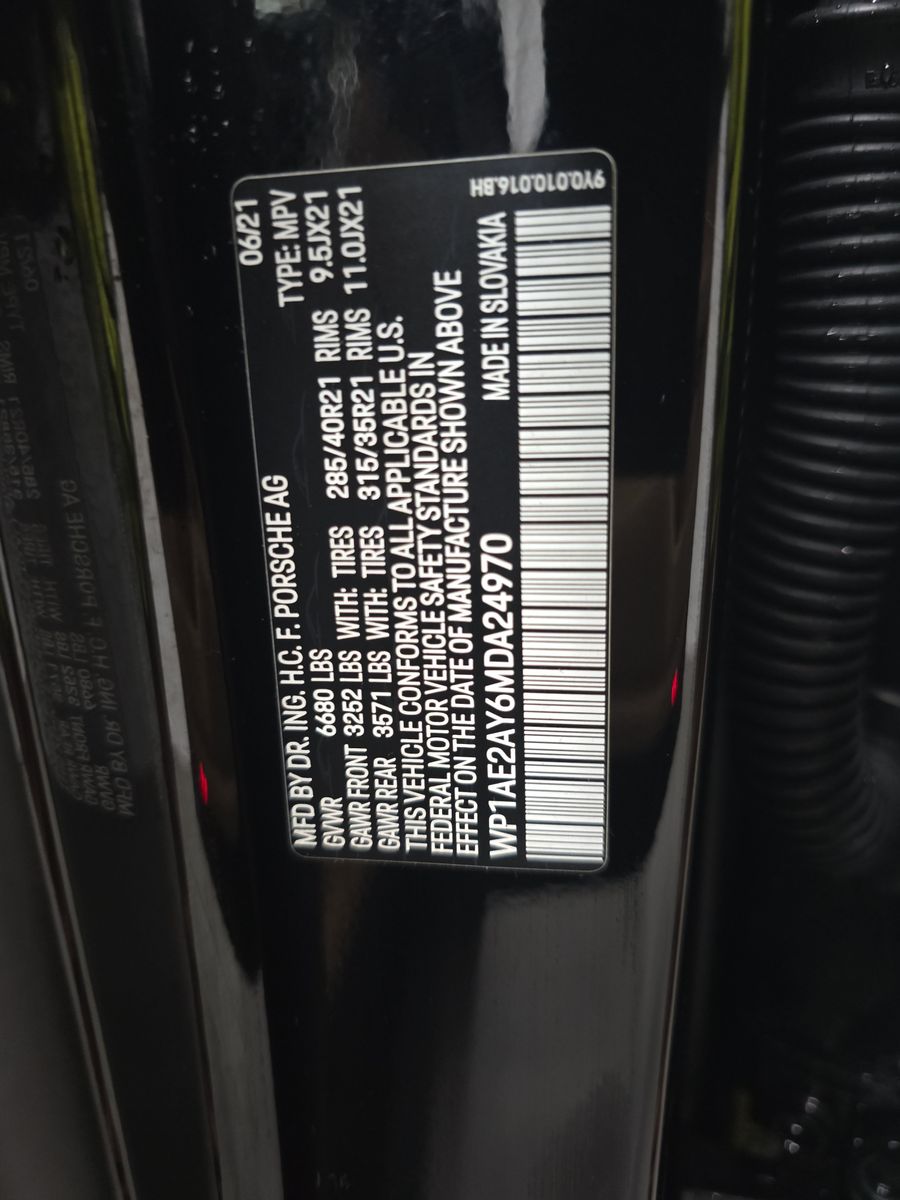 06/21
MFD BY DR. ING. H.C. F. PORSCHE AG
GVWR 6680 LBS TYPE: MPV
GAWR FRONT 3252 LBS WITH: TIRES 285/40R21 RIMS 9.5JX21
GAWR REAR 3571 LBS WITH: TIRES 315/35R21 RIMS 11.0JX21
THIS VEHICLE CONFORMS TO ALL APPLICABLE U.S.
FEDERAL MOTOR VEHICLE SAFETY STANDARDS IN
EFFECT ON THE DATE OF MANUFACTURE SHOWN ABOVE
WP1AE2AY6MDA24970 MADE IN SLOVAKIA
9Y0.010.016.BH